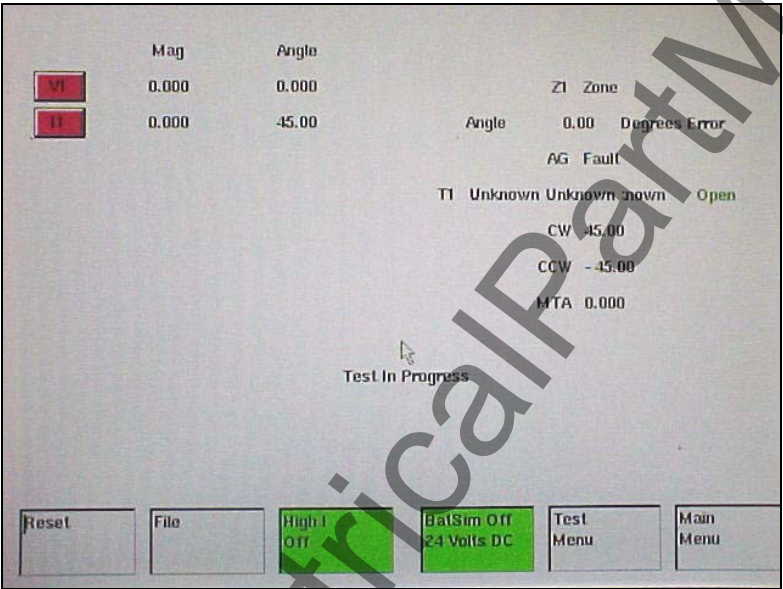 Mag Angle
V1 0.000 0.000
I1 0.000 45.00
Z1 Zone
Angle 0.00 Degrees Error
AG Fault
T1 Unknown Unknown :nown Open
CW 45.00
CCW - 45.00
MTA 0.000
Test In Progress
Reset
File
High I
Off
BatSim Off
24 Volts DC
Test
Menu
Main
Menu